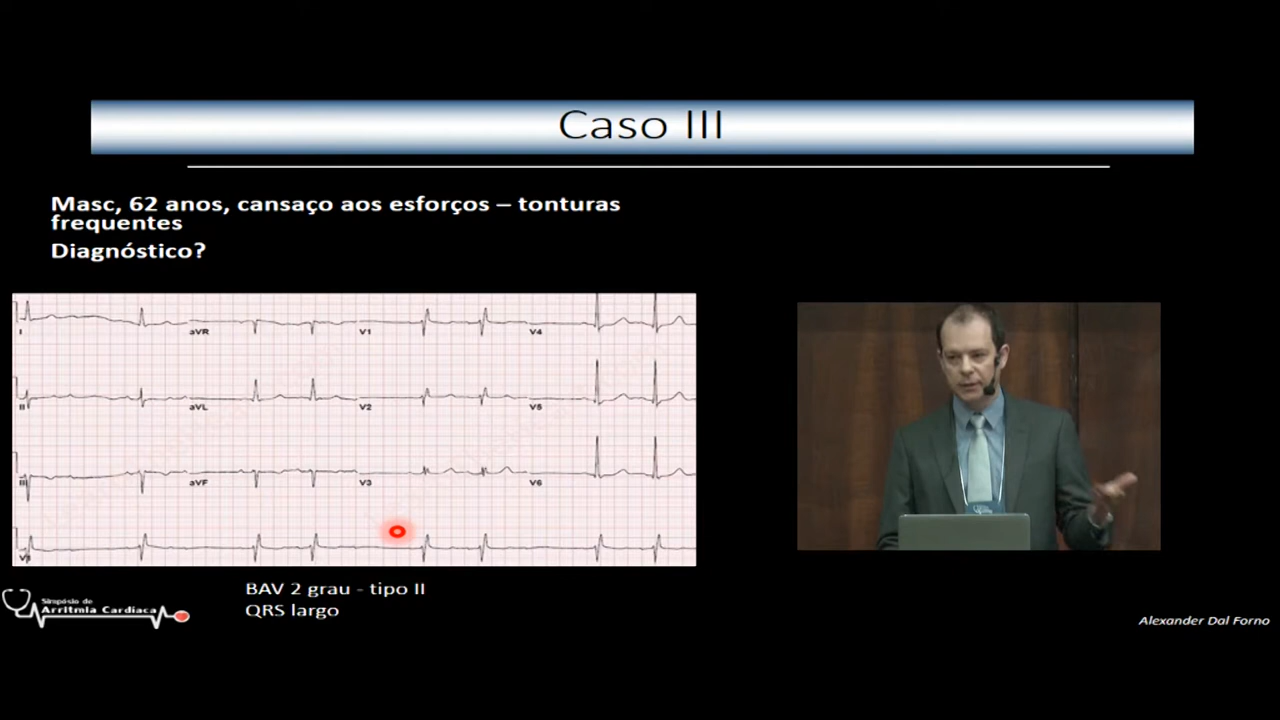 Caso III
Masc, 62 anos, cansaço aos esforços – tonturas
frequentes
Diagnóstico?
I
aVR
V1
V4
II
aVL
V2
V5
III
aVF
V3
V6
BAV 2 grau - tipo II
QRS largo
Simpósio de
Arritmia Cardíaca
Alexander Dal Forno